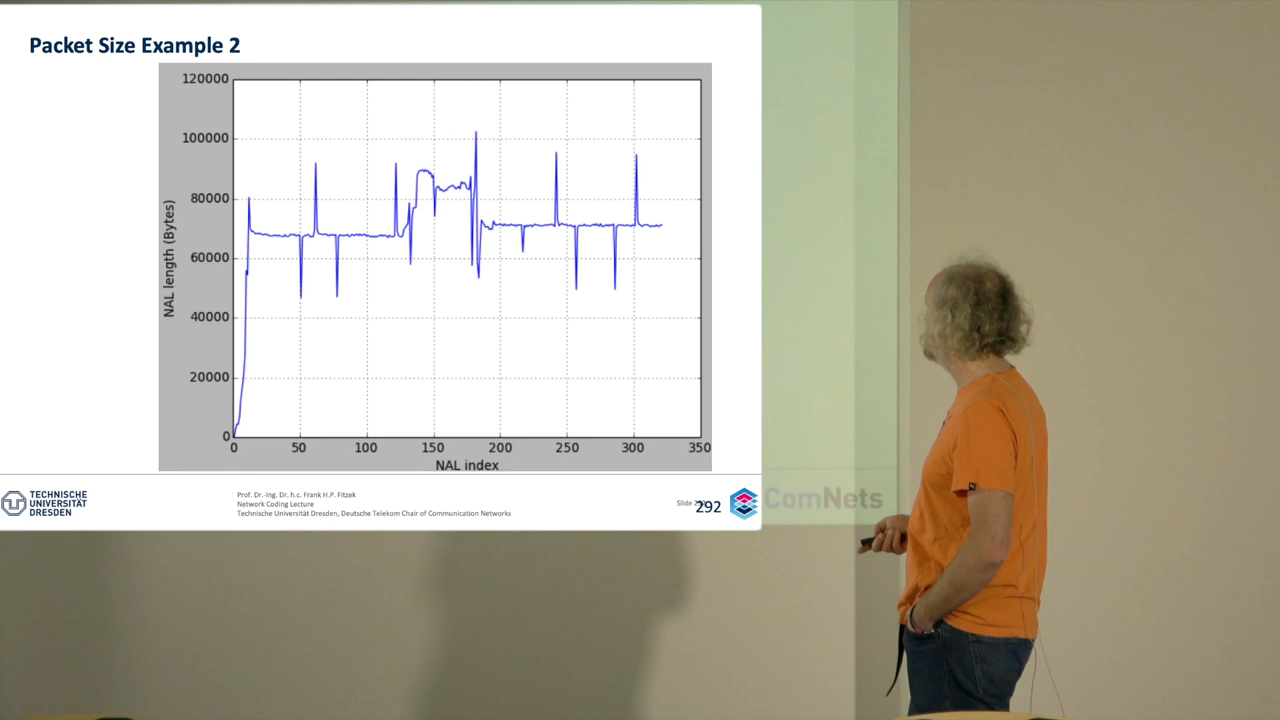 Packet Size Example 2
120000
100000
80000
60000
40000
20000
0
NAL length (Bytes)
0 50 100 150 200 250 300 350
NAL index
TECHNISCHE
UNIVERSITÄT
DRESDEN
Prof. Dr.-Ing. Dr. h.c. Frank H.P. Fitzek
Network Coding Lecture
Technische Universität Dresden, Deutsche Telekom Chair of Communication Networks
Slide
292
ComNets